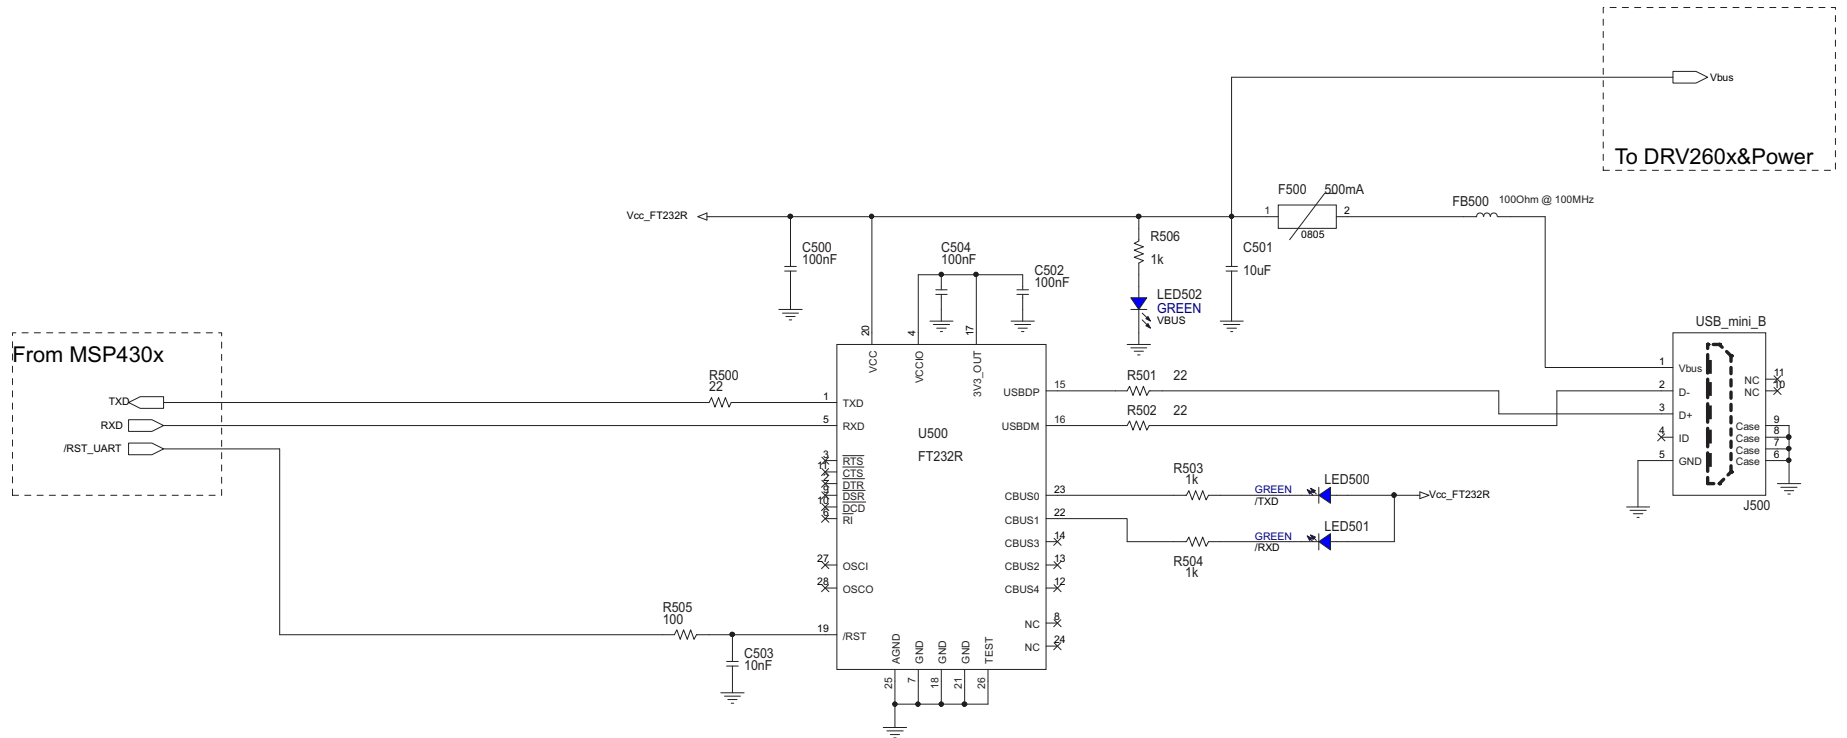 Vbus
To DRV260x&Power
F500 500mA
1 2
0805
FB500 100Ohm @ 100MHz
Vcc_FT232R
C500
100nF
C504
100nF
C502
100nF
R506
1k
C501
10uF
LED502
GREEN
VBUS
USB_mini_B
1 Vbus
2 D-
3 D+
4 ID
5 GND
NC 11
NC 10
Case 9
Case 8
Case 7
Case 6
J500
From MSP430x
TXD
RXD
/RST_UART
R500
22
R505
100
C503
10nF
20 VCC
4 VCCIO
17 3V3_OUT
1 TXD
5 RXD
3 RTS
11 CTS
2 DTR
9 DSR
10 DCD
6 RI
27 OSCI
28 OSCO
19 /RST
U500
FT232R
USBDP 15
USBDM 16
CBUS0 23
CBUS1 22
CBUS3 14
CBUS2 13
CBUS4 12
NC 8
NC 24
AGND 25
GND 7
GND 18
GND 21
TEST 26
R501 22
R502 22
R503
1k
GREEN
/TXD
LED500
Vcc_FT232R
R504
1k
GREEN
/RXD
LED501